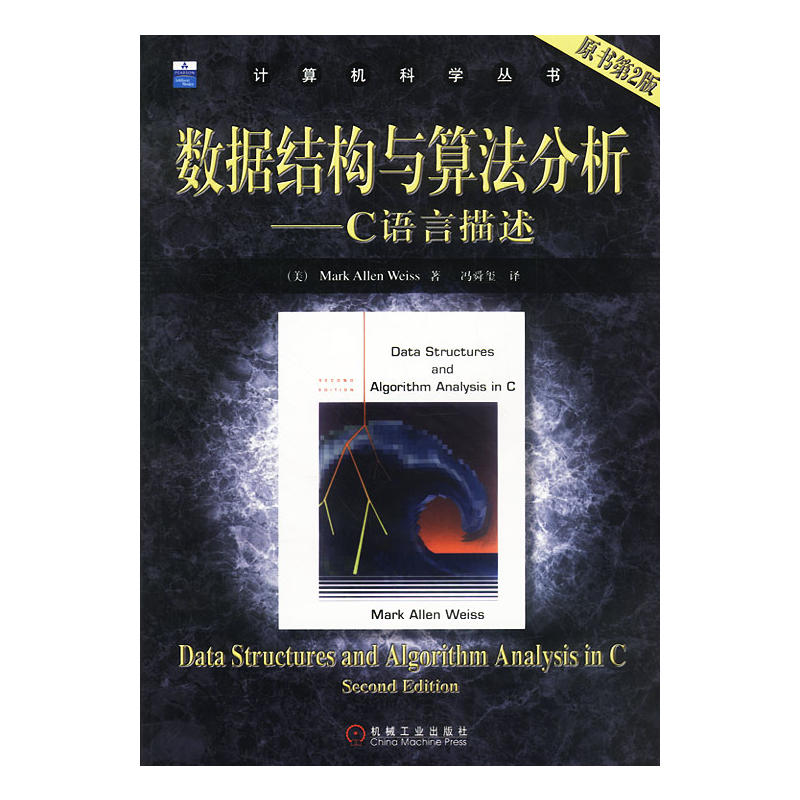 PEARSON
Addison
Wesley
计算机科学丛书
原书第2版
数据结构与算法分析
——C语言描述
（美） Mark Allen Weiss 著 冯舜玺 译
Data Structures
and
Algorithm Analysis in C
SECOND
EDITION
Mark Allen Weiss
Data Structures and Algorithm Analysis in C
Second Edition
机械工业出版社
China Machine Press